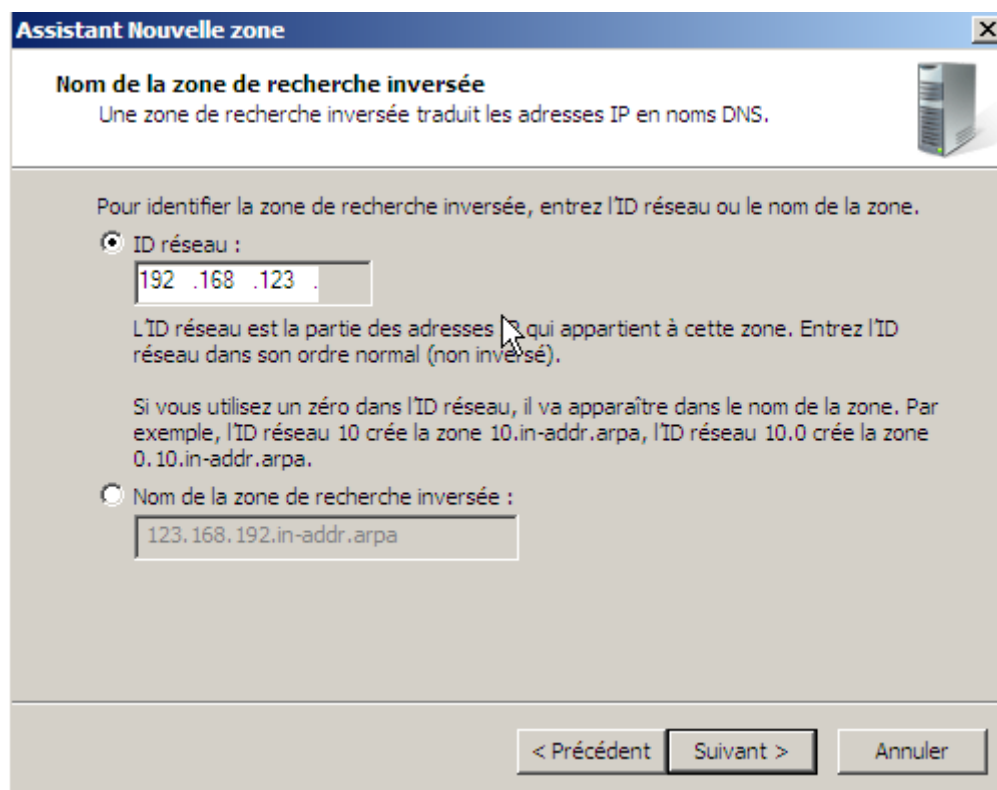 Assistant Nouvelle zone
Nom de la zone de recherche inversée
Une zone de recherche inversée traduit les adresses IP en noms DNS.
Pour identifier la zone de recherche inversée, entrez l'ID réseau ou le nom de la zone.
ID réseau :
192 .168 .123 .
L'ID réseau est la partie des adresses qui appartient à cette zone. Entrez l'ID
réseau dans son ordre normal (non inversé).
Si vous utilisez un zéro dans l'ID réseau, il va apparaître dans le nom de la zone. Par
exemple, l'ID réseau 10 crée la zone 10.in-addr.arpa, l'ID réseau 10.0 crée la zone
0.10.in-addr.arpa.
Nom de la zone de recherche inversée :
123.168.192.in-addr.arpa
< Précédent Suivant > Annuler